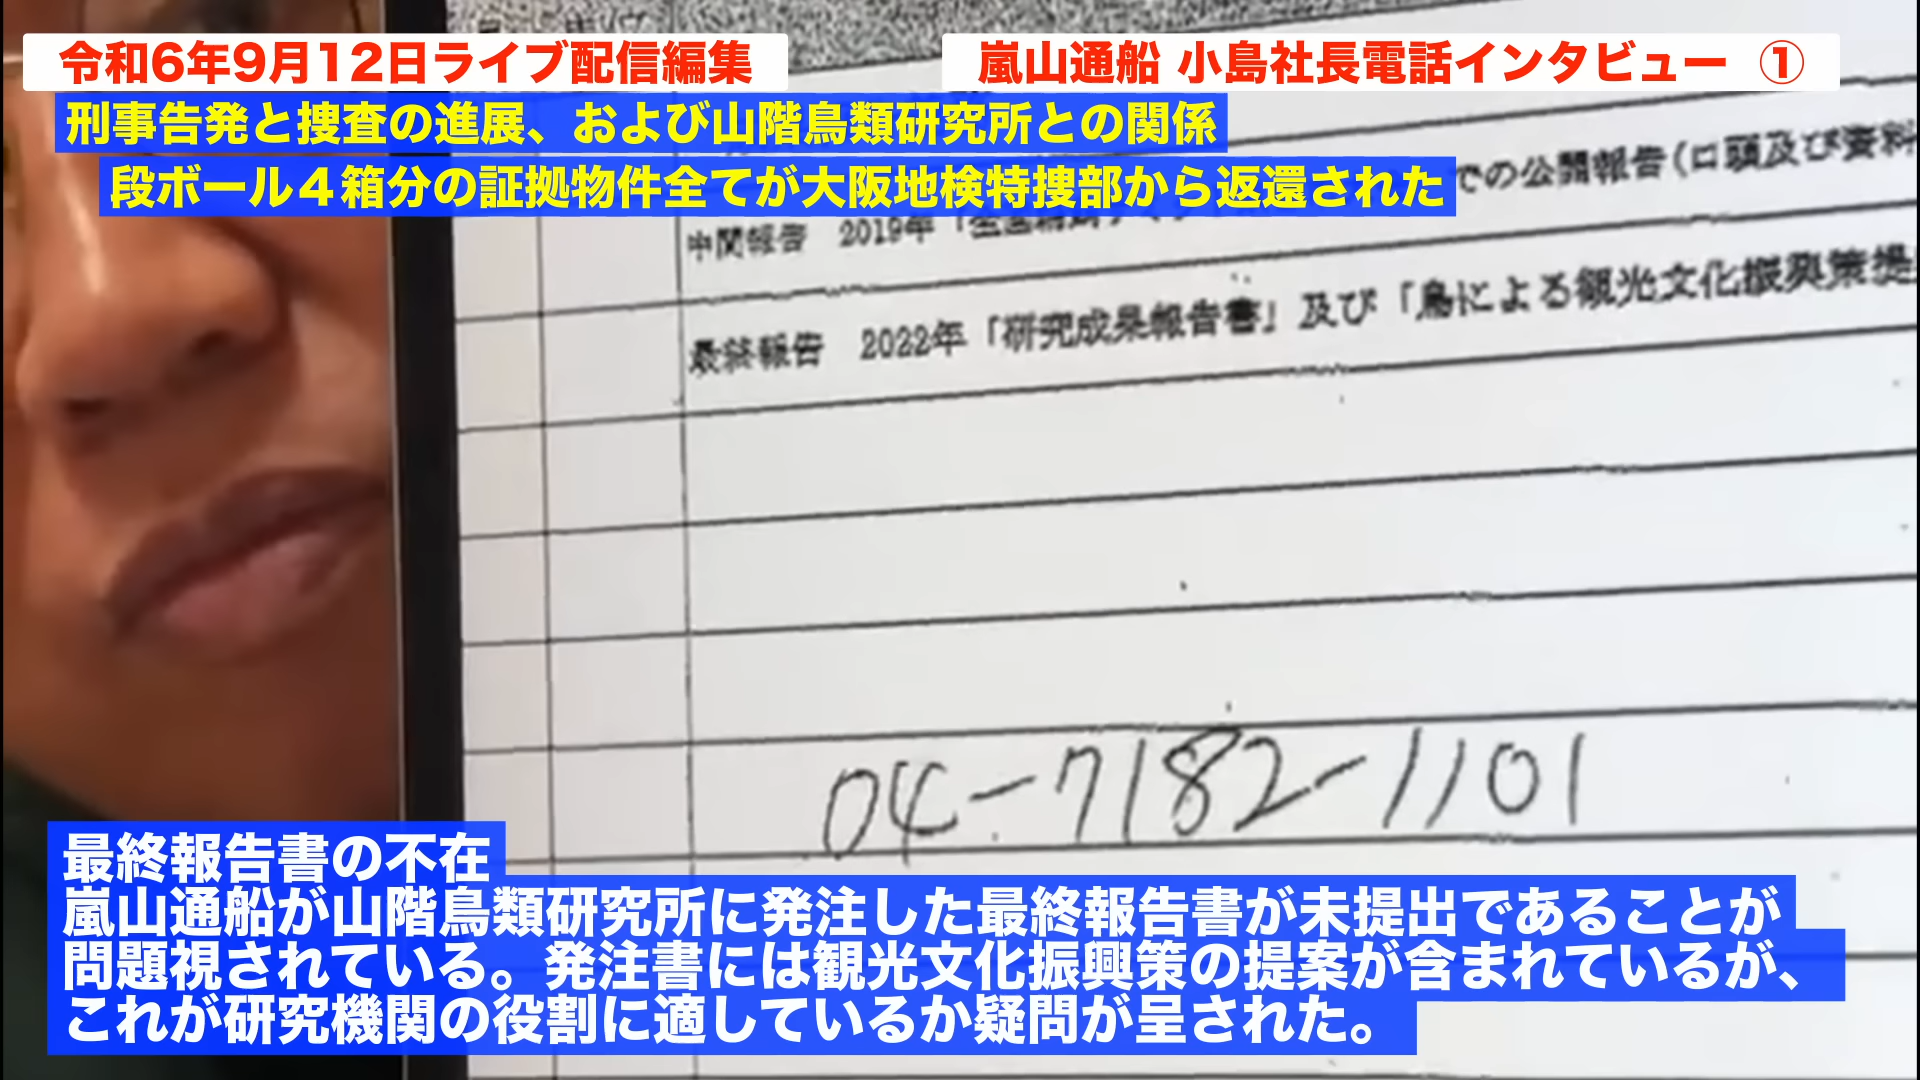 令和6年9月12日ライブ配信編集
嵐山通船 小島社長電話インタビュー ①
刑事告発と捜査の進展、および山階鳥類研究所との関係
段ボール４箱分の証拠物件全てが大阪地検特捜部から返還された
での公開報告(口頭及び資料
中間報告 2019年「全国鵜飼サミット
最終報告 2022年「研究成果報告書」及び「鳥による観光文化振興策提
04-7182-1101
最終報告書の不在
嵐山通船が山階鳥類研究所に発注した最終報告書が未提出であることが
問題視されている。発注書には観光文化振興策の提案が含まれているが、
これが研究機関の役割に適しているか疑問が呈された。